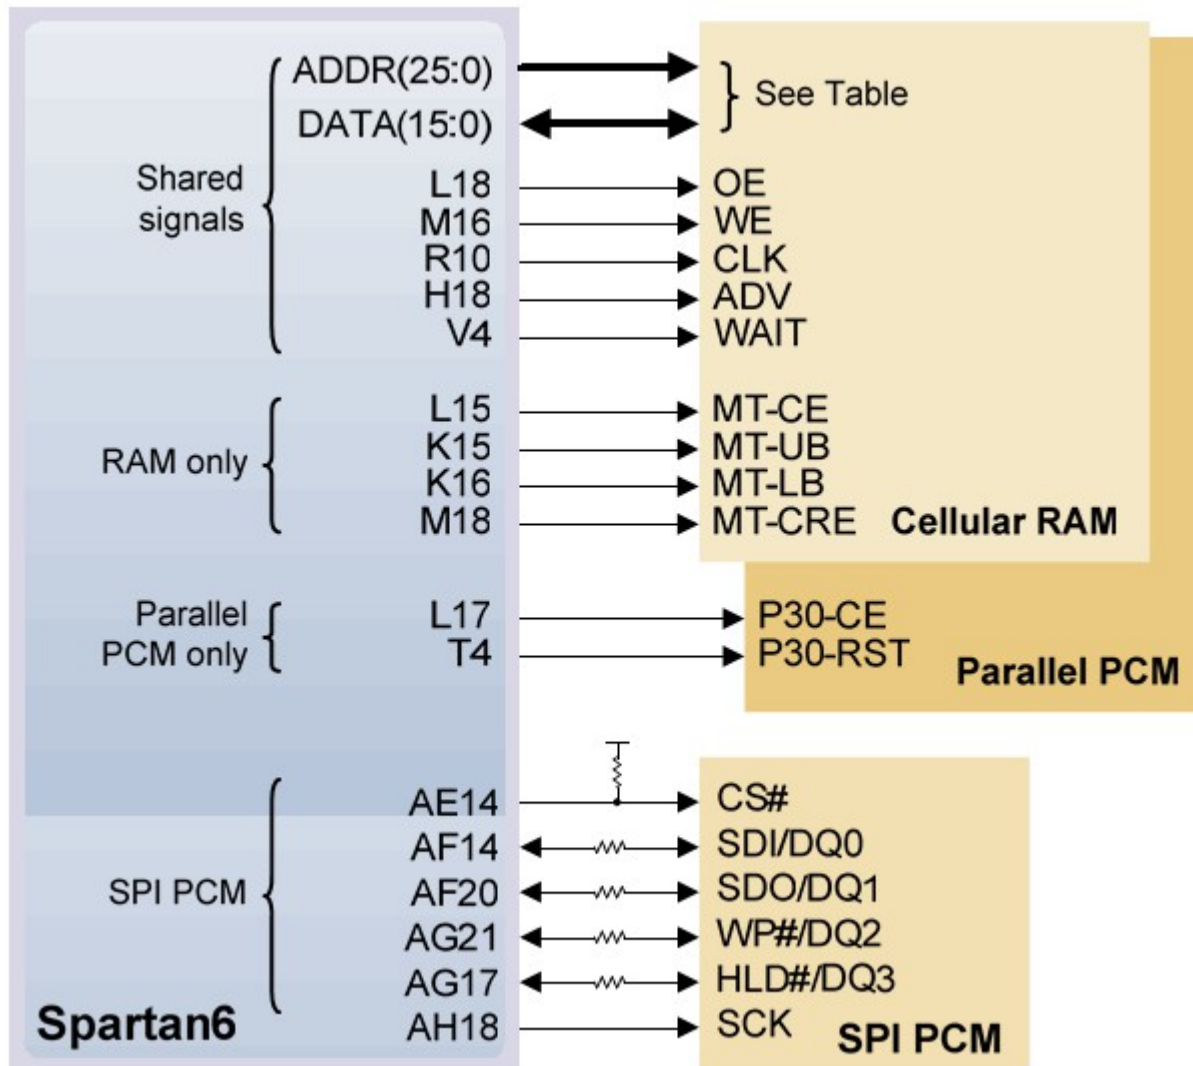 ADDR(25:0) See Table
DATA(15:0)
Shared signals
L18 OE
M16 WE
R10 CLK
H18 ADV
V4 WAIT
RAM only
L15 MT-CE
K15 MT-UB
K16 MT-LB
M18 MT-CRE
Cellular RAM
Parallel PCM only
L17 P30-CE
T4 P30-RST
Parallel PCM
SPI PCM
AE14 CS#
AF14 SDI/DQ0
AF20 SDO/DQ1
AG21 WP#/DQ2
AG17 HLD#/DQ3
AH18 SCK
Spartan6
SPI PCM